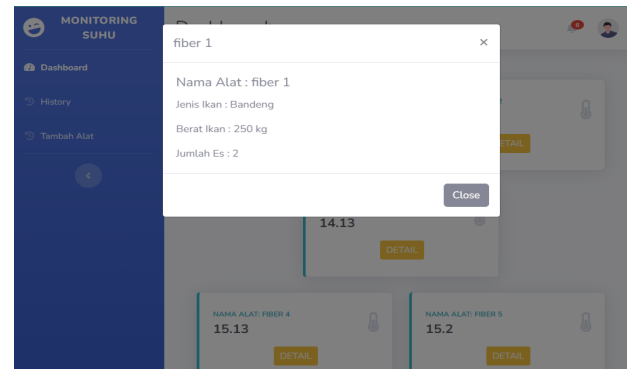 MONITORING
SUHU
Dashboard
History
Tambah Alat
fiber 1
×
Nama Alat : fiber 1
Jenis Ikan : Bandeng
Berat Ikan : 250 kg
Jumlah Es : 2
Close
14.13
DETAIL
NAMA ALAT: FIBER 4
15.13
DETAIL
NAMA ALAT: FIBER 5
15.2
DETAIL